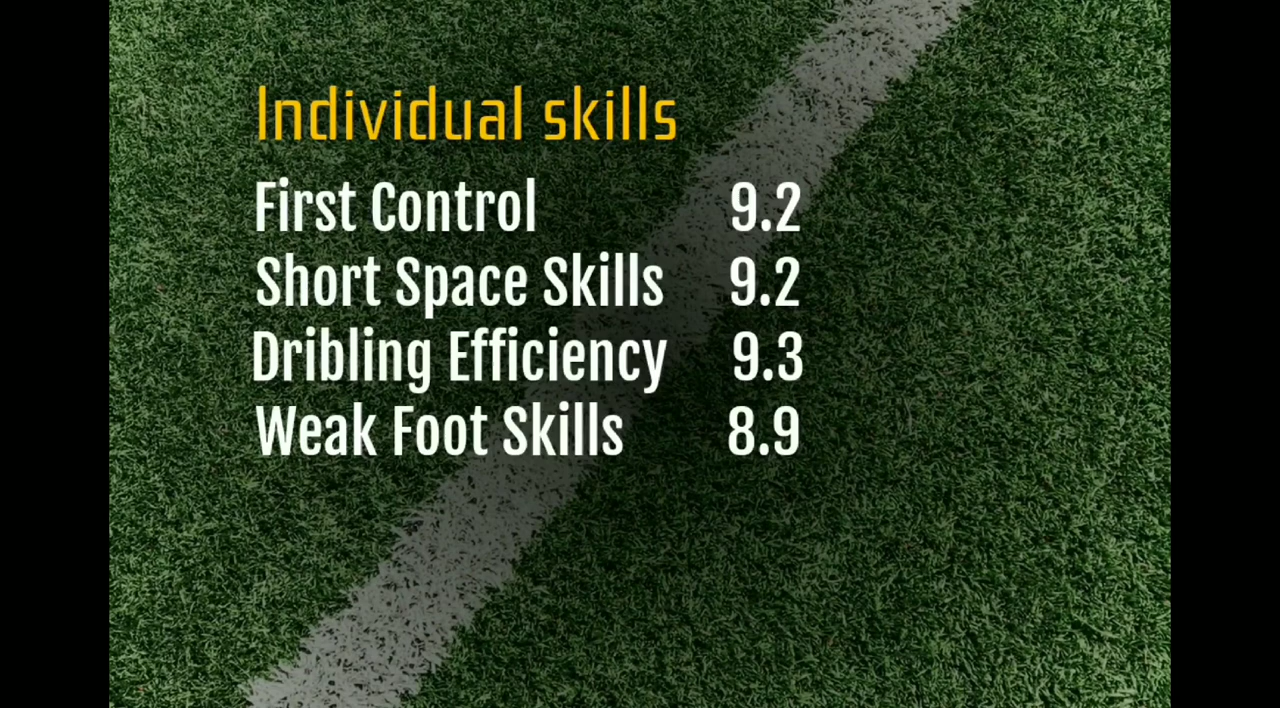 Individual skills
First Control 9.2
Short Space Skills 9.2
Dribling Efficiency 9.3
Weak Foot Skills 8.9